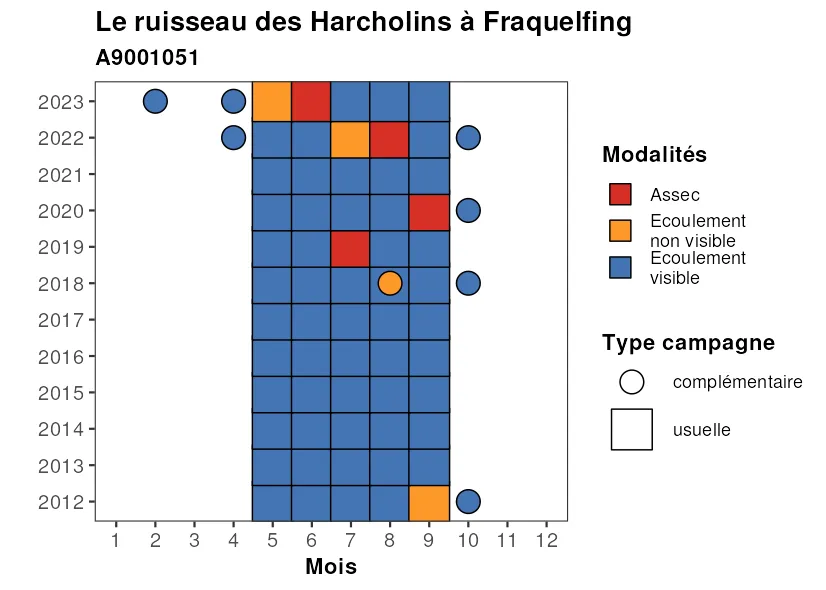 Le ruisseau des Harcholins à Fraquelfing
A9001051
2023
2022
2021
2020
2019
2018
2017
2016
2015
2014
2013
2012
1 2 3 4 5 6 7 8 9 10 11 12
Mois
Modalités
Assec
Ecoulement
non visible
Ecoulement
visible
Type campagne
complémentaire
usuelle